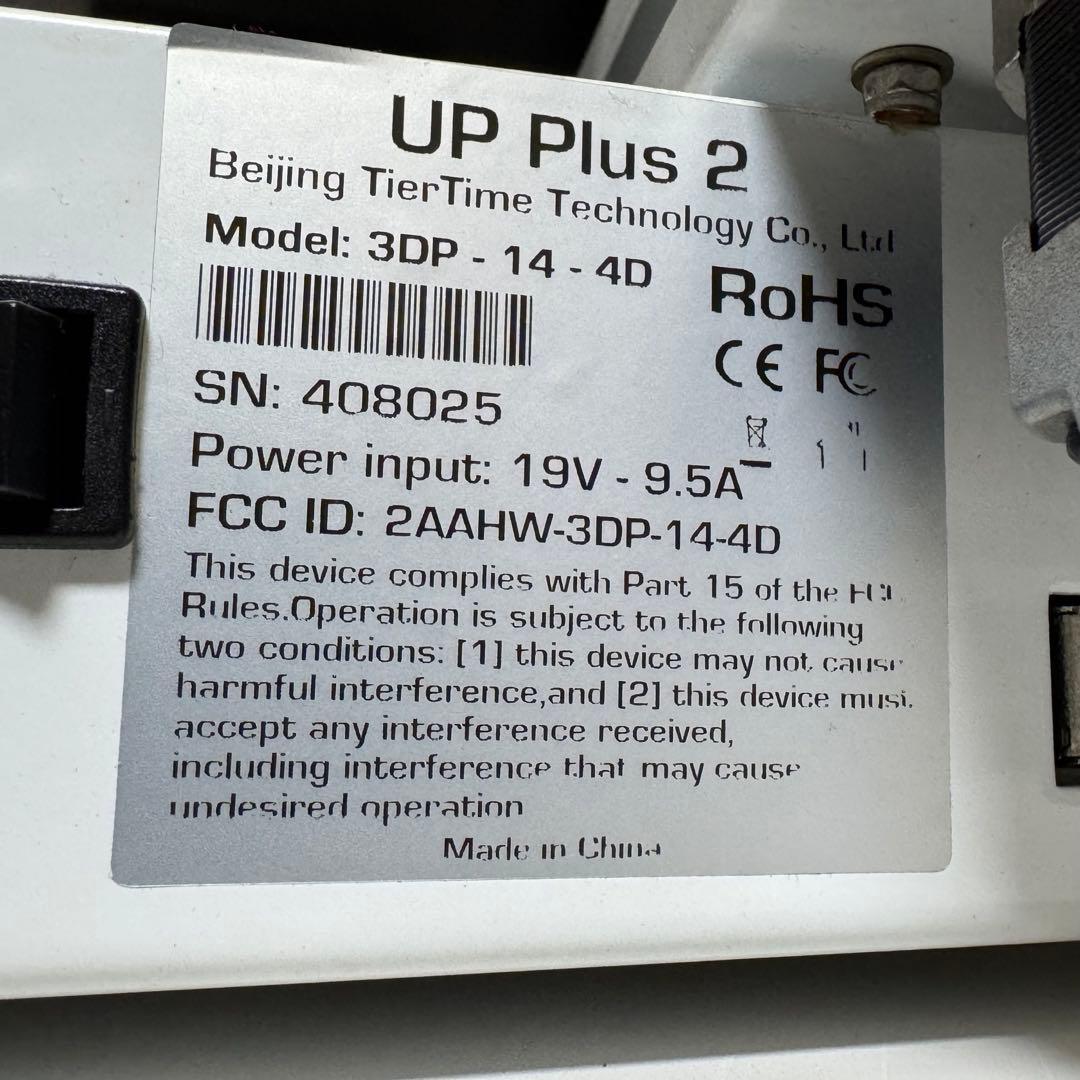 UP Plus 2
Beijing TierTime Technology Co., Ltd
Model: 3DP - 14 - 4D
RoHS
CE FC
SN: 408025
Power input: 19V - 9.5A
FCC ID: 2AAHW-3DP-14-4D
This device complies with Part 15 of the
Rules.Operation is subject to the following
two conditions: [1] this device may not cause
harmful interference,and [2] this device must
accept any interference received,
including interference that may cause
undesired operation
Made in China